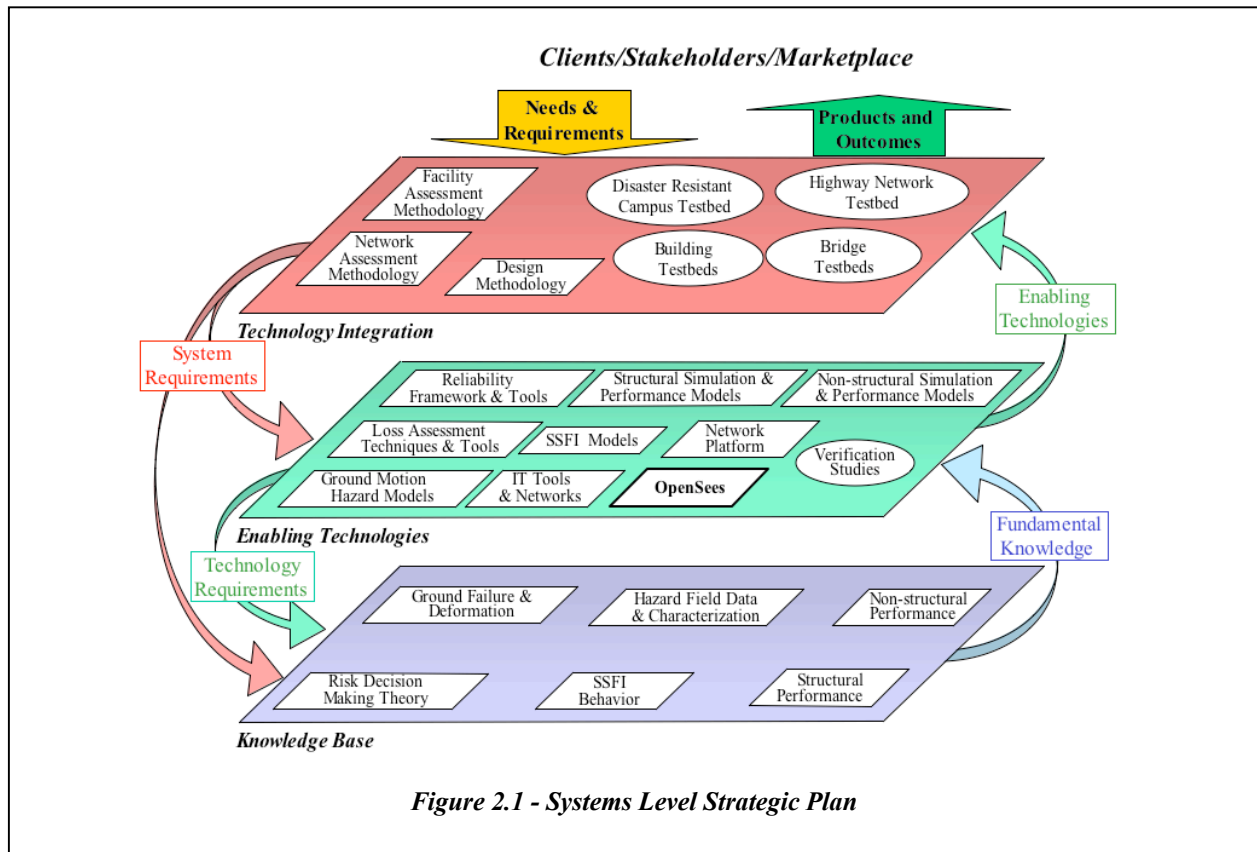 Clients/Stakeholders/Marketplace
Needs &
Requirements
Products and
Outcomes
Facility
Assessment
Methodology
Disaster Resistant
Campus Testbed
Highway Network
Testbed
Network
Assessment
Methodology
Design
Methodology
Building
Testbeds
Bridge
Testbeds
Technology Integration
Enabling
Technologies
System
Requirements
Reliability
Framework & Tools
Structural Simulation &
Performance Models
Non-structural Simulation
& Performance Models
Loss Assessment
Techniques & Tools
SSFI Models
Network
Platform
Verification
Studies
Ground Motion
Hazard Models
IT Tools
& Networks
OpenSees
Enabling Technologies
Fundamental
Knowledge
Technology
Requirements
Ground Failure &
Deformation
Hazard Field Data
& Characterization
Non-structural
Performance
Risk Decision
Making Theory
SSFI
Behavior
Structural
Performance
Knowledge Base
Figure 2.1 - Systems Level Strategic Plan